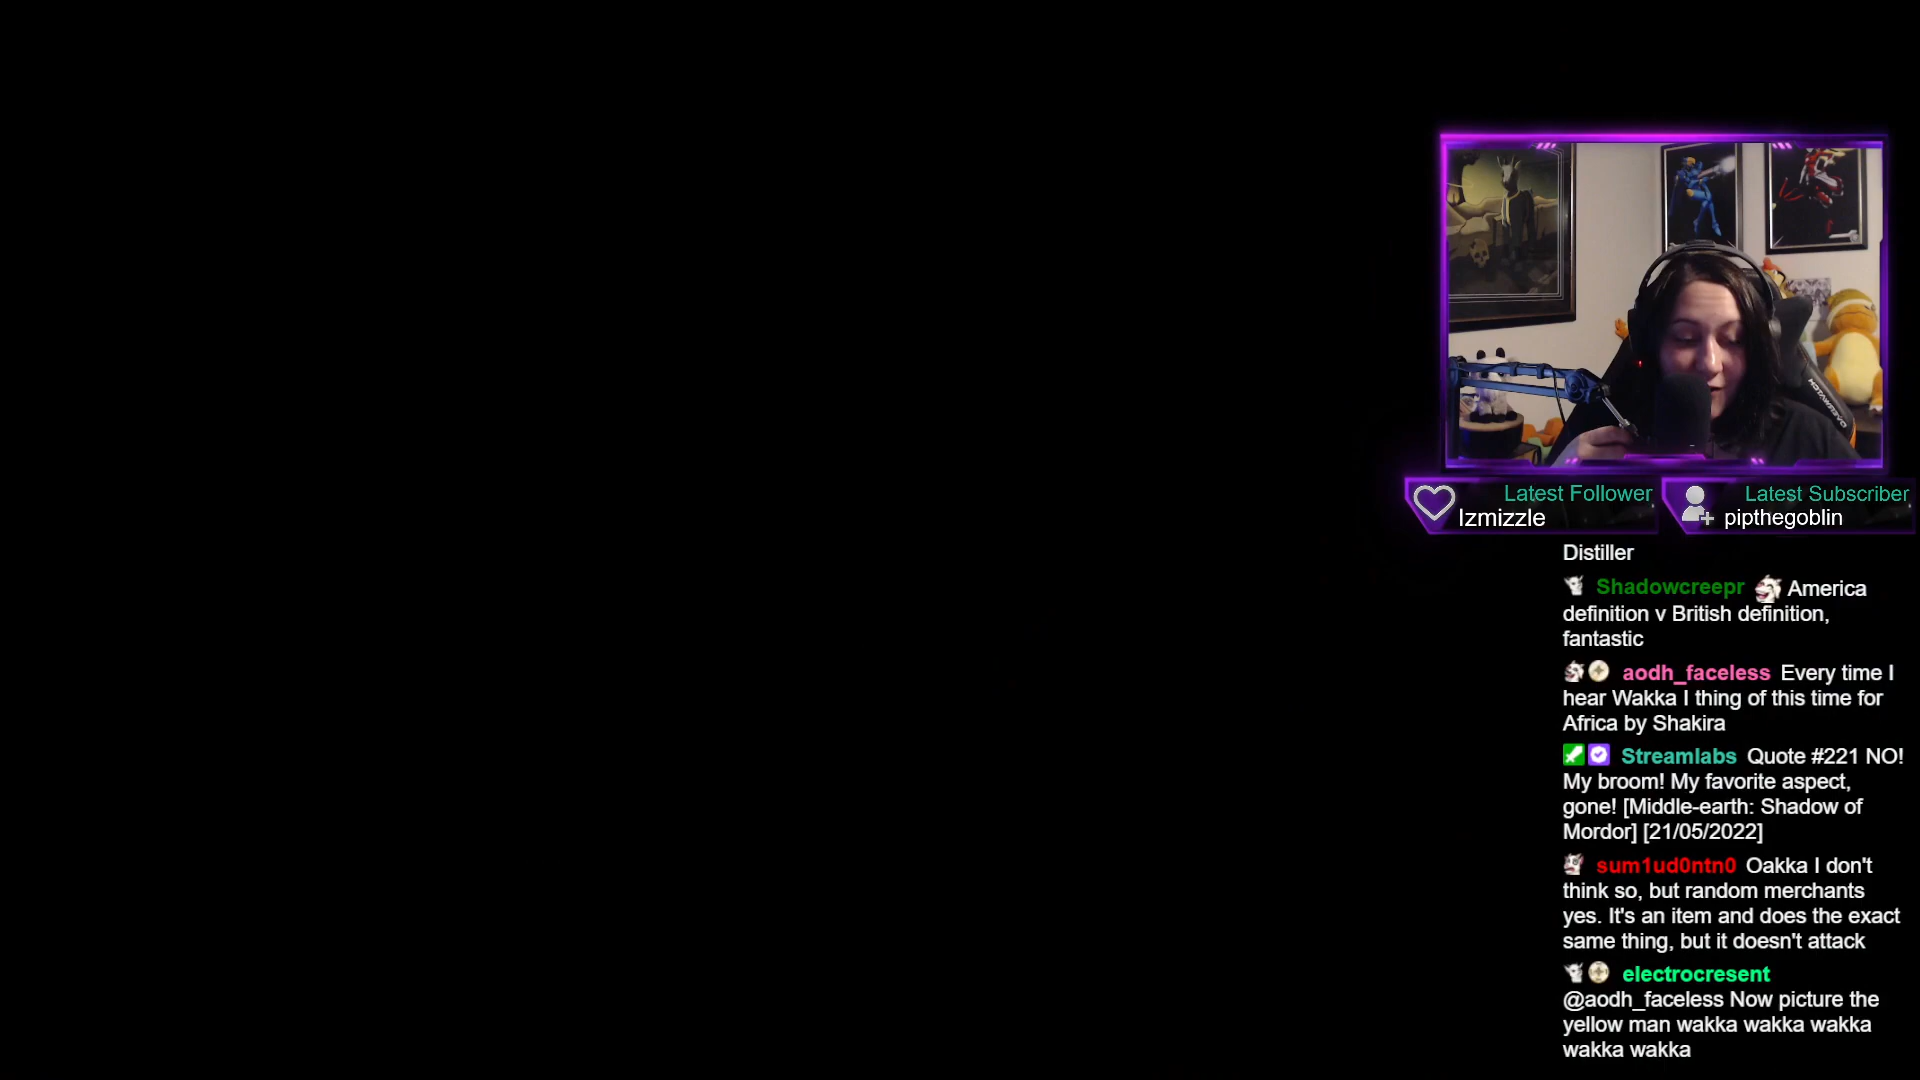 Latest Follower
Izmizzle
Latest Subscriber
pipthegoblin
Distiller
Shadowcreepr America
definition v British definition,
fantastic
aodh_faceless Every time I
hear Wakka I thing of this time for
Africa by Shakira
Streamlabs Quote #221 NO!
My broom! My favorite aspect,
gone! [Middle-earth: Shadow of
Mordor] [21/05/2022]
sum1ud0ntn0 Oakka I don't
think so, but random merchants
yes. It's an item and does the exact
same thing, but it doesn't attack
electrocresent
@aodh_faceless Now picture the
yellow man wakka wakka wakka
wakka wakka